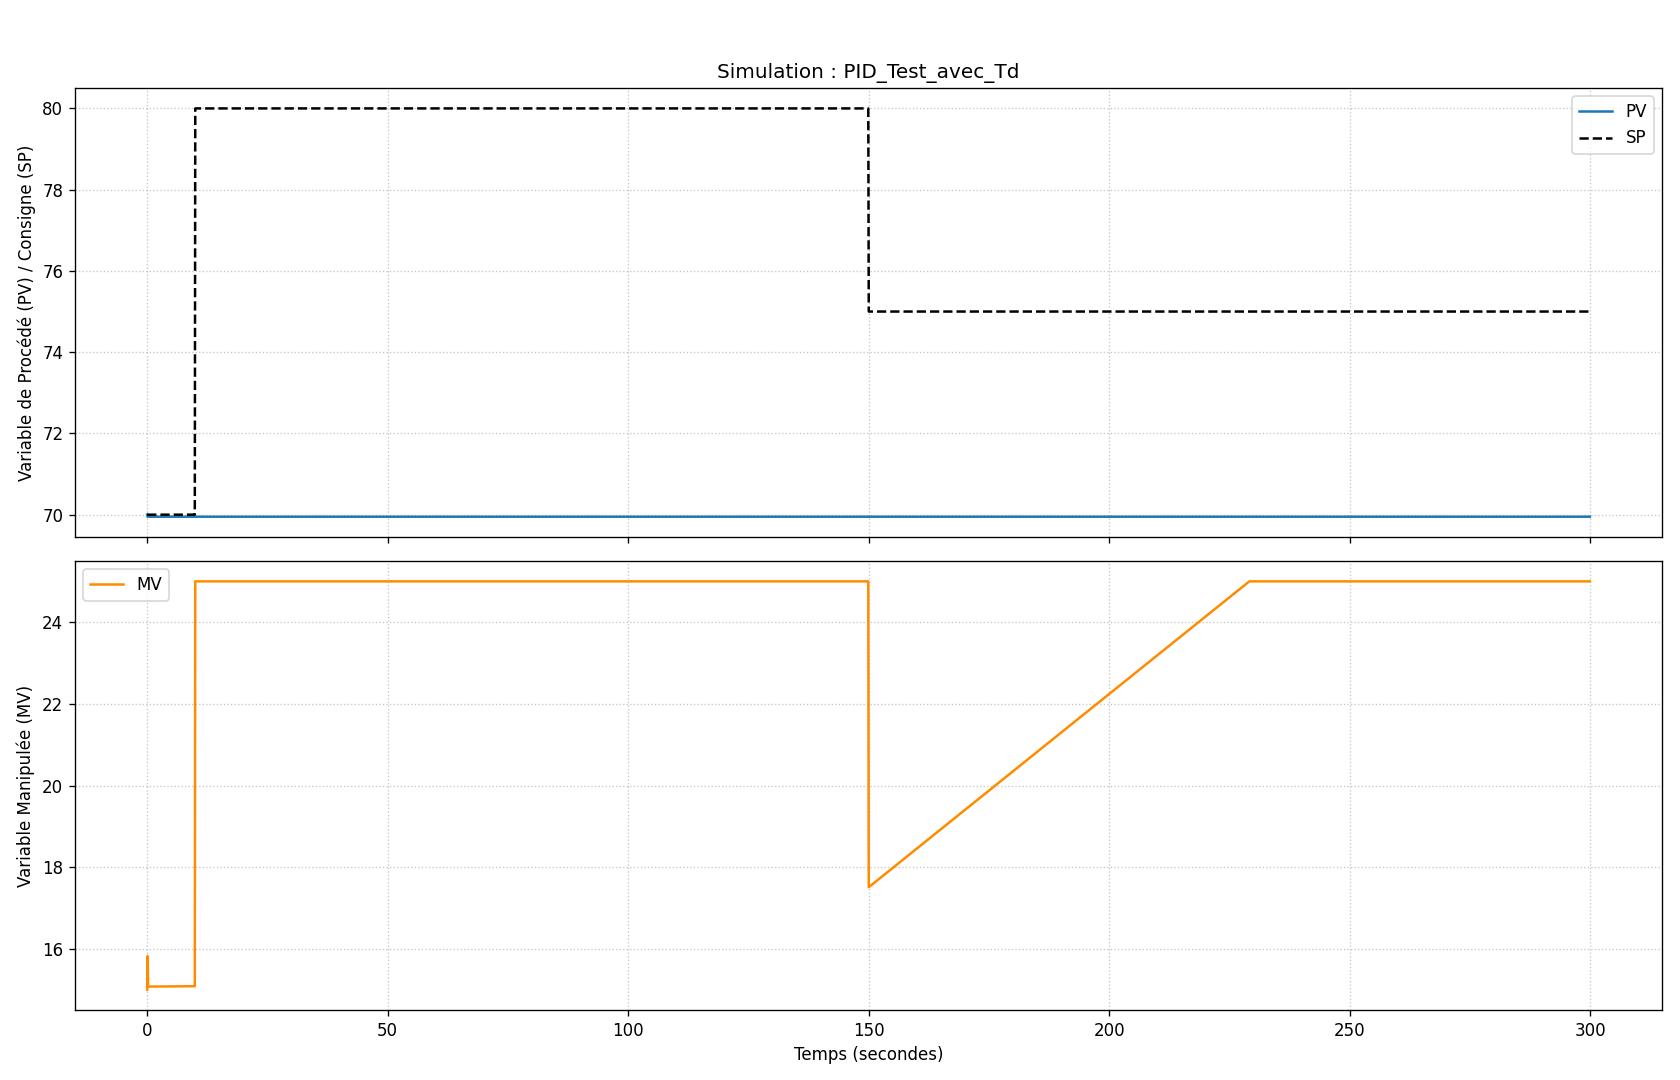 Simulation : PID_Test_avec_Td
Variable de Procédé (PV) / Consigne (SP)
80
78
76
74
72
70
PV
SP
Variable Manipulée (MV)
24
22
20
18
16
MV
0
50
100
150
200
250
300
Temps (secondes)